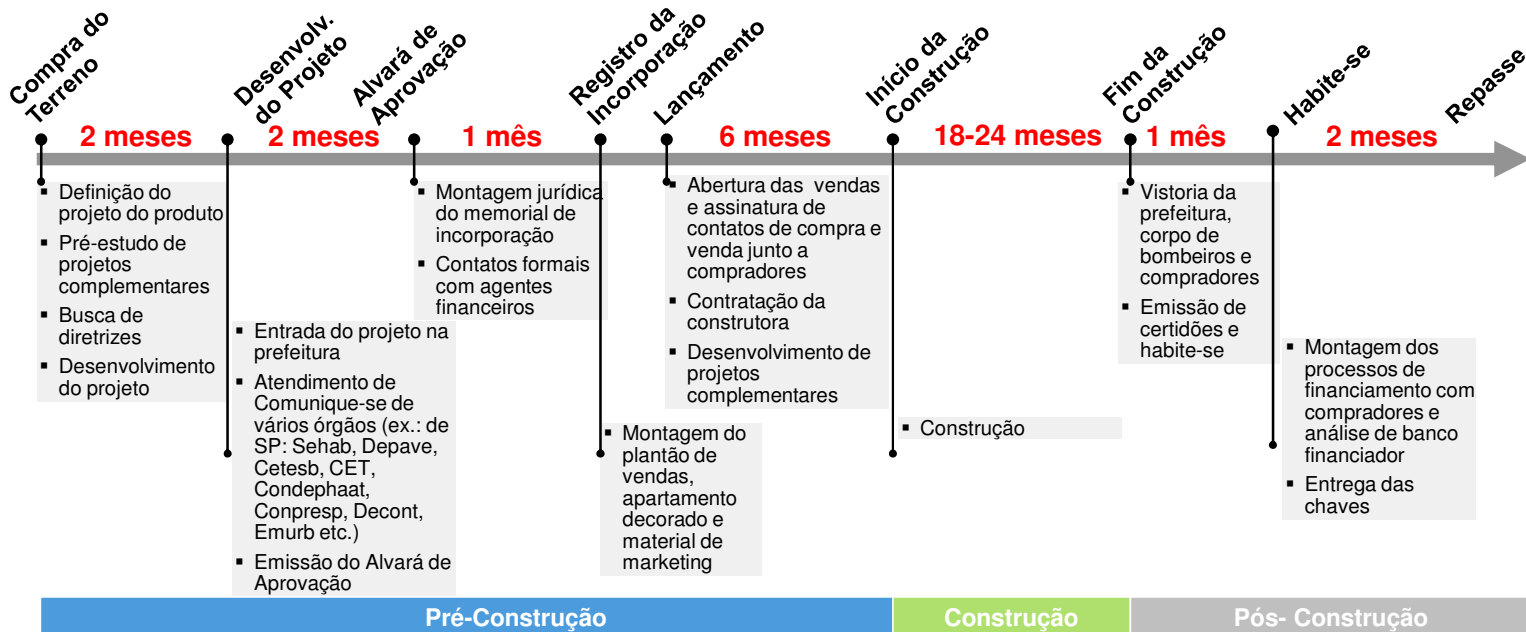 Compra do
Terreno
Desenvolv.
do Projeto
Alvará de
Aprovação
Registro da
Incorporação
Lançamento
Início da
Construção
Fim da
Construção
Habite-se
Repasse
2 meses
2 meses
1 mês
6 meses
18-24 meses
1 mês
2 meses
▪ Definição do
projeto do produto
▪ Pré-estudo de
projetos
complementares
▪ Busca de
diretrizes
▪ Desenvolvimento
do projeto
▪ Entrada do projeto na
prefeitura
▪ Atendimento de
Comunique-se de
vários órgãos (ex.: de
SP: Sehab, Depave,
Cetesb, CET,
Condephaat,
Conpresp, Decont,
Emurb etc.)
▪ Emissão do Alvará de
Aprovação
▪ Montagem jurídica
do memorial de
incorporação
▪ Contatos formais
com agentes
financeiros
▪ Montagem do
plantão de
vendas,
apartamento
decorado e
material de
marketing
▪ Abertura das vendas
e assinatura de
contatos de compra e
venda junto a
compradores
▪ Contratação da
construtora
▪ Desenvolvimento de
projetos
complementares
▪ Construção
▪ Vistoria da
prefeitura,
corpo de
bombeiros e
compradores
▪ Emissão de
certidões e
habite-se
▪ Montagem dos
processos de
financiamento com
compradores e
análise de banco
financiador
▪ Entrega das
chaves
Pré-Construção
Construção
Pós- Construção